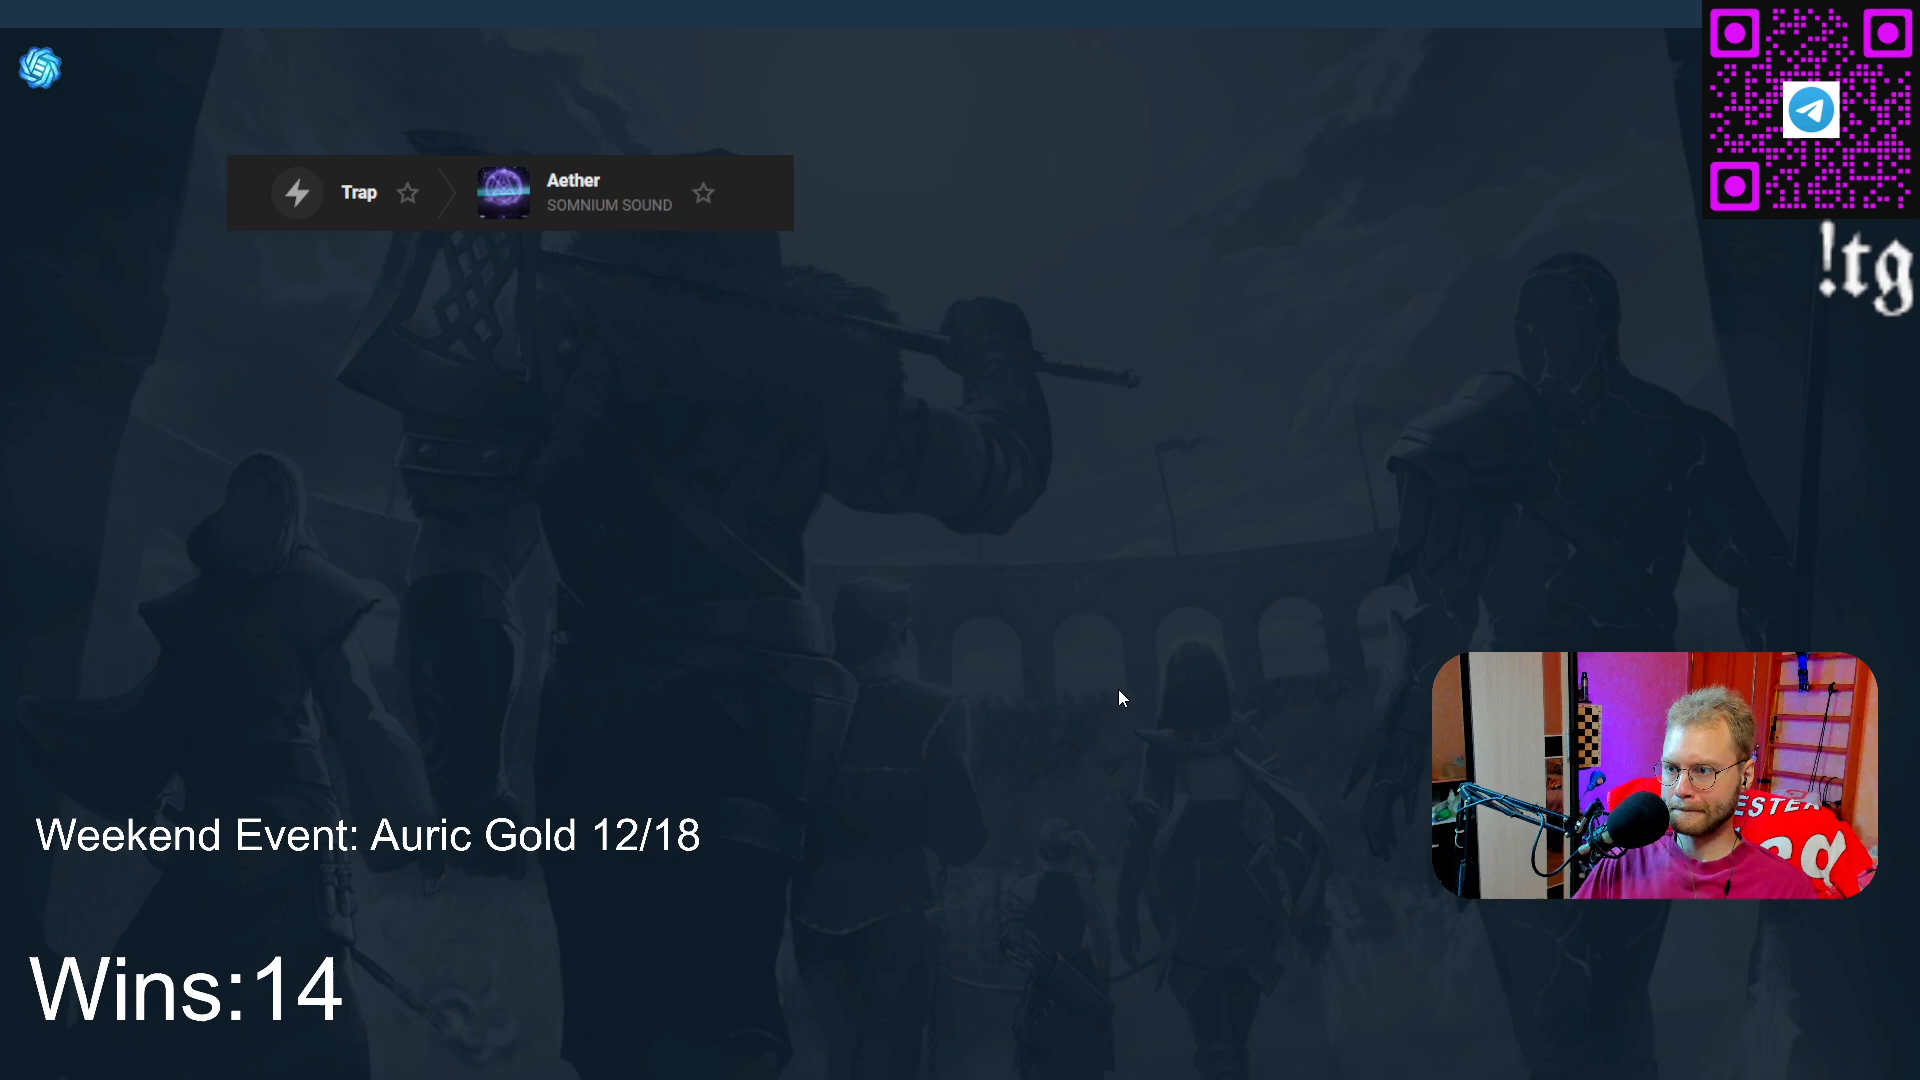 Trap
Aether
SOMNIUM SOUND
!tg
Weekend Event: Auric Gold 12/18
Wins:14